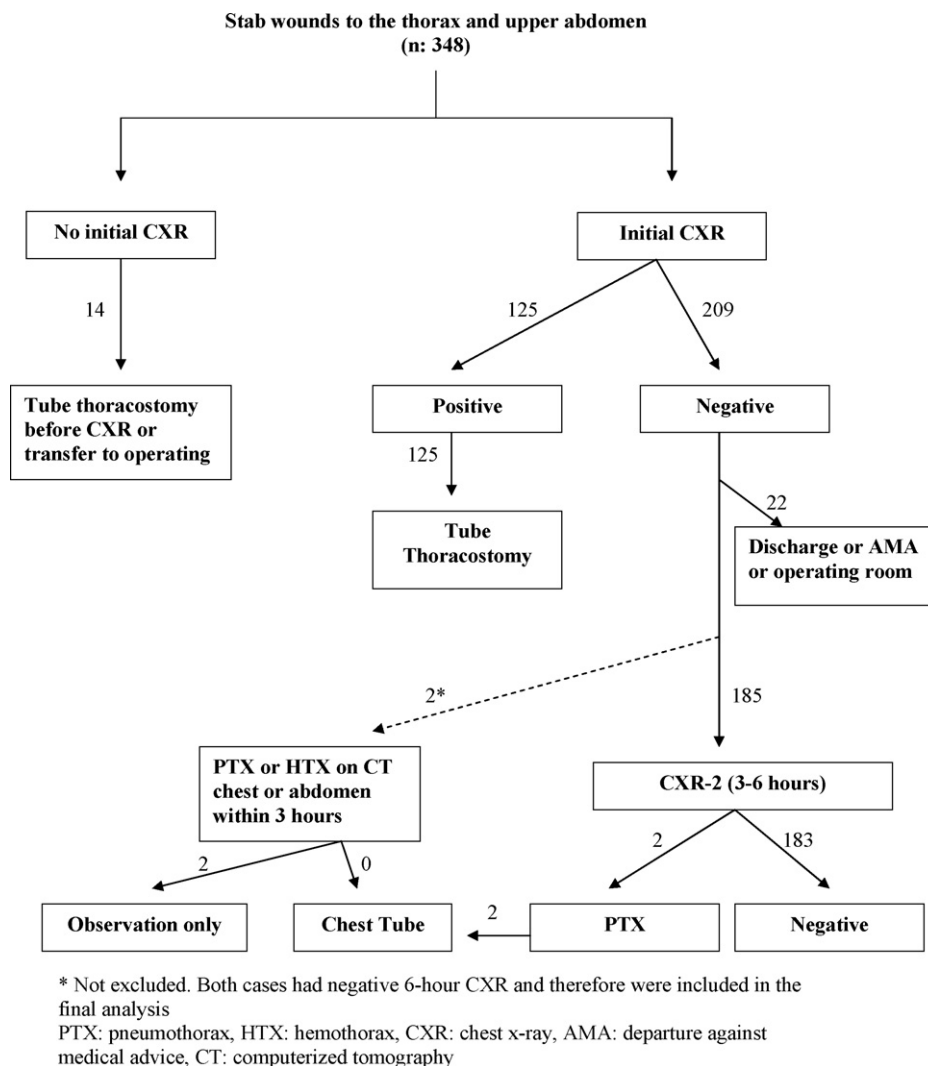 Stab wounds to the thorax and upper abdomen
(n: 348)
No initial CXR
Initial CXR
14
125
209
Tube thoracostomy
before CXR or
transfer to operating
Positive
Negative
125
22
Tube
Thoracostomy
Discharge or AMA
or operating room
2*
185
PTX or HTX on CT
chest or abdomen
within 3 hours
CXR-2 (3-6 hours)
2
0
2
183
Observation only
Chest Tube
2
PTX
Negative
* Not excluded. Both cases had negative 6-hour CXR and therefore were included in the
final analysis
PTX: pneumothorax, HTX: hemothorax, CXR: chest x-ray, AMA: departure against
medical advice, CT: computerized tomography